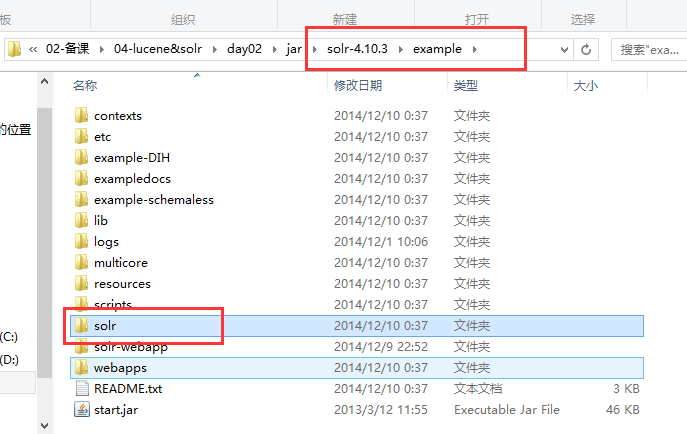 板 组织 新建 打开 选择
« 02-备课 04-lucene&solr day02 jar solr-4.10.3 example 搜索"exa...
名称 修改日期 类型 大小
contexts 2014/12/10 0:37 文件夹
的位置 etc 2014/12/10 0:37 文件夹
example-DIH 2014/12/10 0:37 文件夹
exampledocs 2014/12/10 0:37 文件夹
example-schemaless 2014/12/10 0:37 文件夹
lib 2014/12/10 0:37 文件夹
logs 2014/12/1 10:06 文件夹
multicore 2014/12/10 0:37 文件夹
resources 2014/12/10 0:37 文件夹
scripts 2014/12/10 0:37 文件夹
solr 2014/12/10 0:37 文件夹
(C:) solr-webapp 2014/12/9 22:52 文件夹
(D:) webapps 2014/12/10 0:37 文件夹
README.txt 2014/12/10 0:37 文本文档 3 KB
start.jar 2013/3/12 11:55 Executable Jar File 46 KB